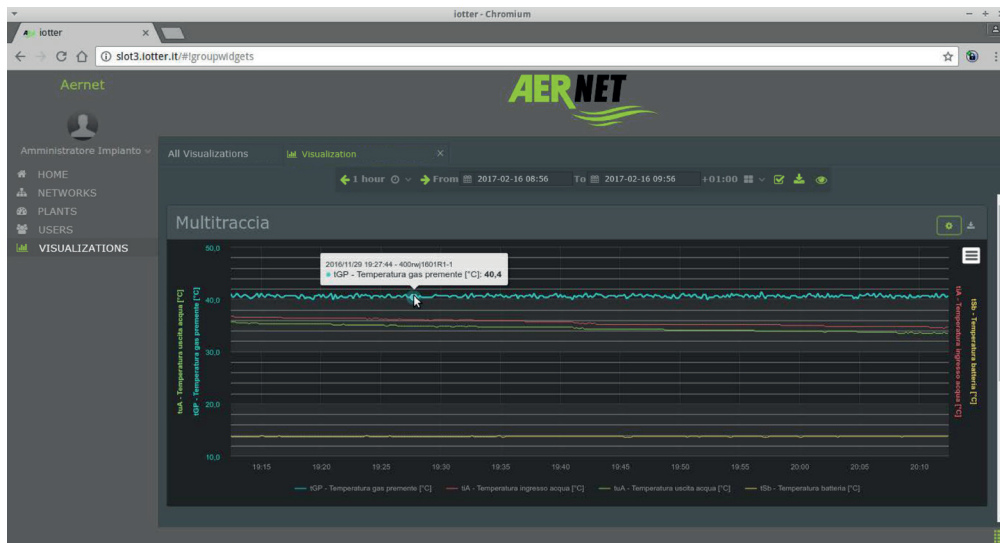 iotter - Chromium
iotter
slot3.iotter.it/#!groupwidgets
Aernet
AERNET
Amministratore Impianto
HOME
NETWORKS
PLANTS
USERS
VISUALIZATIONS
All Visualizations
Visualization
1 hour
From
2017-02-16 08:56
To
2017-02-16 09:56
+01:00
Multitraccia
tuA - Temperatura uscita acqua [°C]
tGP - Temperatura gas premente [°C]
50,0
40,0
30,0
20,0
10,0
2016/11/29 19:27:44 - 400rwj1601R1-1
tGP - Temperatura gas premente [°C]: 40,4
tIA - Temperatura ingresso acqua [°C]
tSb - Temperatura batteria [°C]
19:15 19:20 19:25 19:30 19:35 19:40 19:45 19:50 19:55 20:00 20:05 20:10
tGP - Temperatura gas premente [°C] tIA - Temperatura ingresso acqua [°C] tuA - Temperatura uscita acqua [°C] tSb - Temperatura batteria [°C]